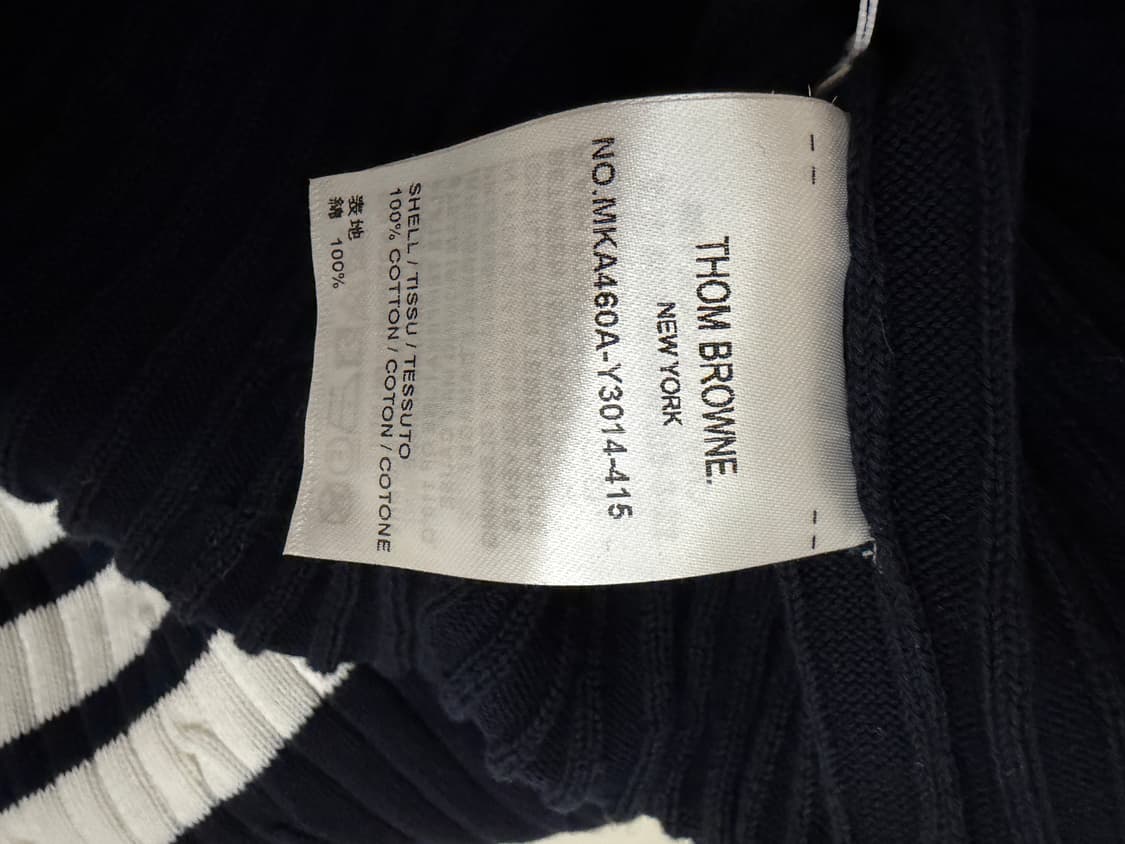 THOM BROWNE.
NEW YORK
NO.MKA460A-Y3014-415
SHELL / TISSU / TESSUTO
100% COTTON / COTON / COTONE
表地
綿 100%